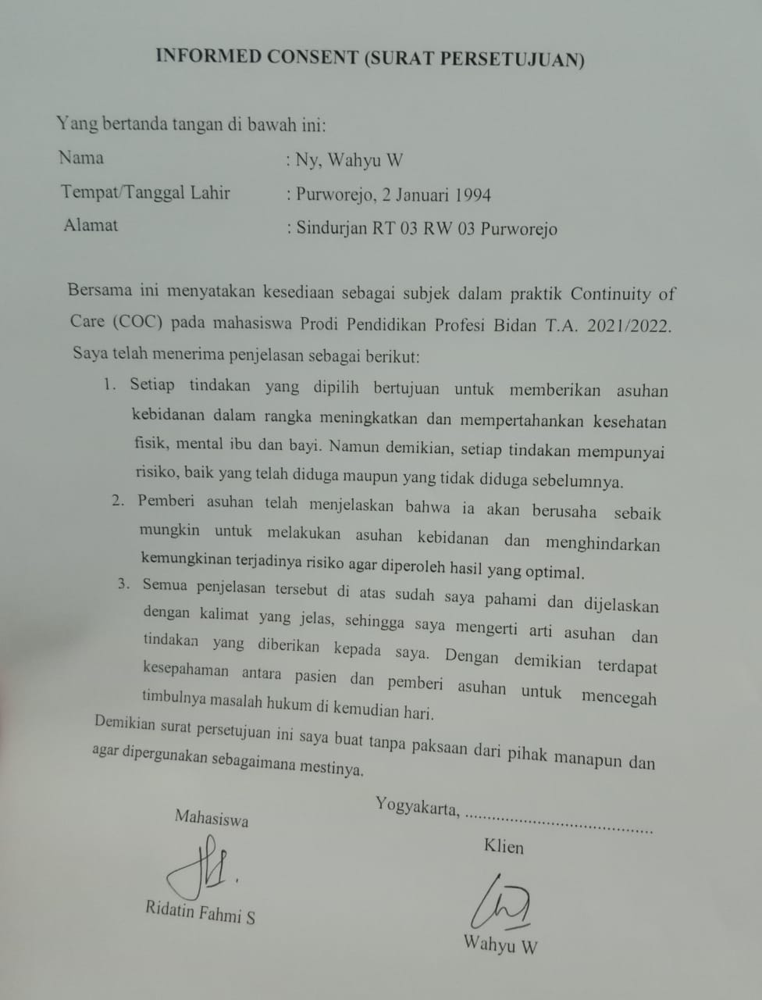 INFORMED CONSENT (SURAT PERSETUJUAN)
Yang bertanda tangan di bawah ini:
Nama : Ny, Wahyu W
Tempat/Tanggal Lahir : Purworejo, 2 Januari 1994
Alamat : Sindurjan RT 03 RW 03 Purworejo
Bersama ini menyatakan kesediaan sebagai subjek dalam praktik Continuity of
Care (COC) pada mahasiswa Prodi Pendidikan Profesi Bidan T.A. 2021/2022.
Saya telah menerima penjelasan sebagai berikut:
1. Setiap tindakan yang dipilih bertujuan untuk memberikan asuhan
kebidanan dalam rangka meningkatkan dan mempertahankan kesehatan
fisik, mental ibu dan bayi. Namun demikian, setiap tindakan mempunyai
risiko, baik yang telah diduga maupun yang tidak diduga sebelumnya.
2. Pemberi asuhan telah menjelaskan bahwa ia akan berusaha sebaik
mungkin untuk melakukan asuhan kebidanan dan menghindarkan
kemungkinan terjadinya risiko agar diperoleh hasil yang optimal.
3. Semua penjelasan tersebut di atas sudah saya pahami dan dijelaskan
dengan kalimat yang jelas, sehingga saya mengerti arti asuhan dan
tindakan yang diberikan kepada saya. Dengan demikian terdapat
kesepahaman antara pasien dan pemberi asuhan untuk mencegah
timbulnya masalah hukum di kemudian hari.
Demikian surat persetujuan ini saya buat tanpa paksaan dari pihak manapun dan
agar dipergunakan sebagaimana mestinya.
Yogyakarta, ..........................................
Mahasiswa
Klien
Ridatin Fahmi S
Wahyu W